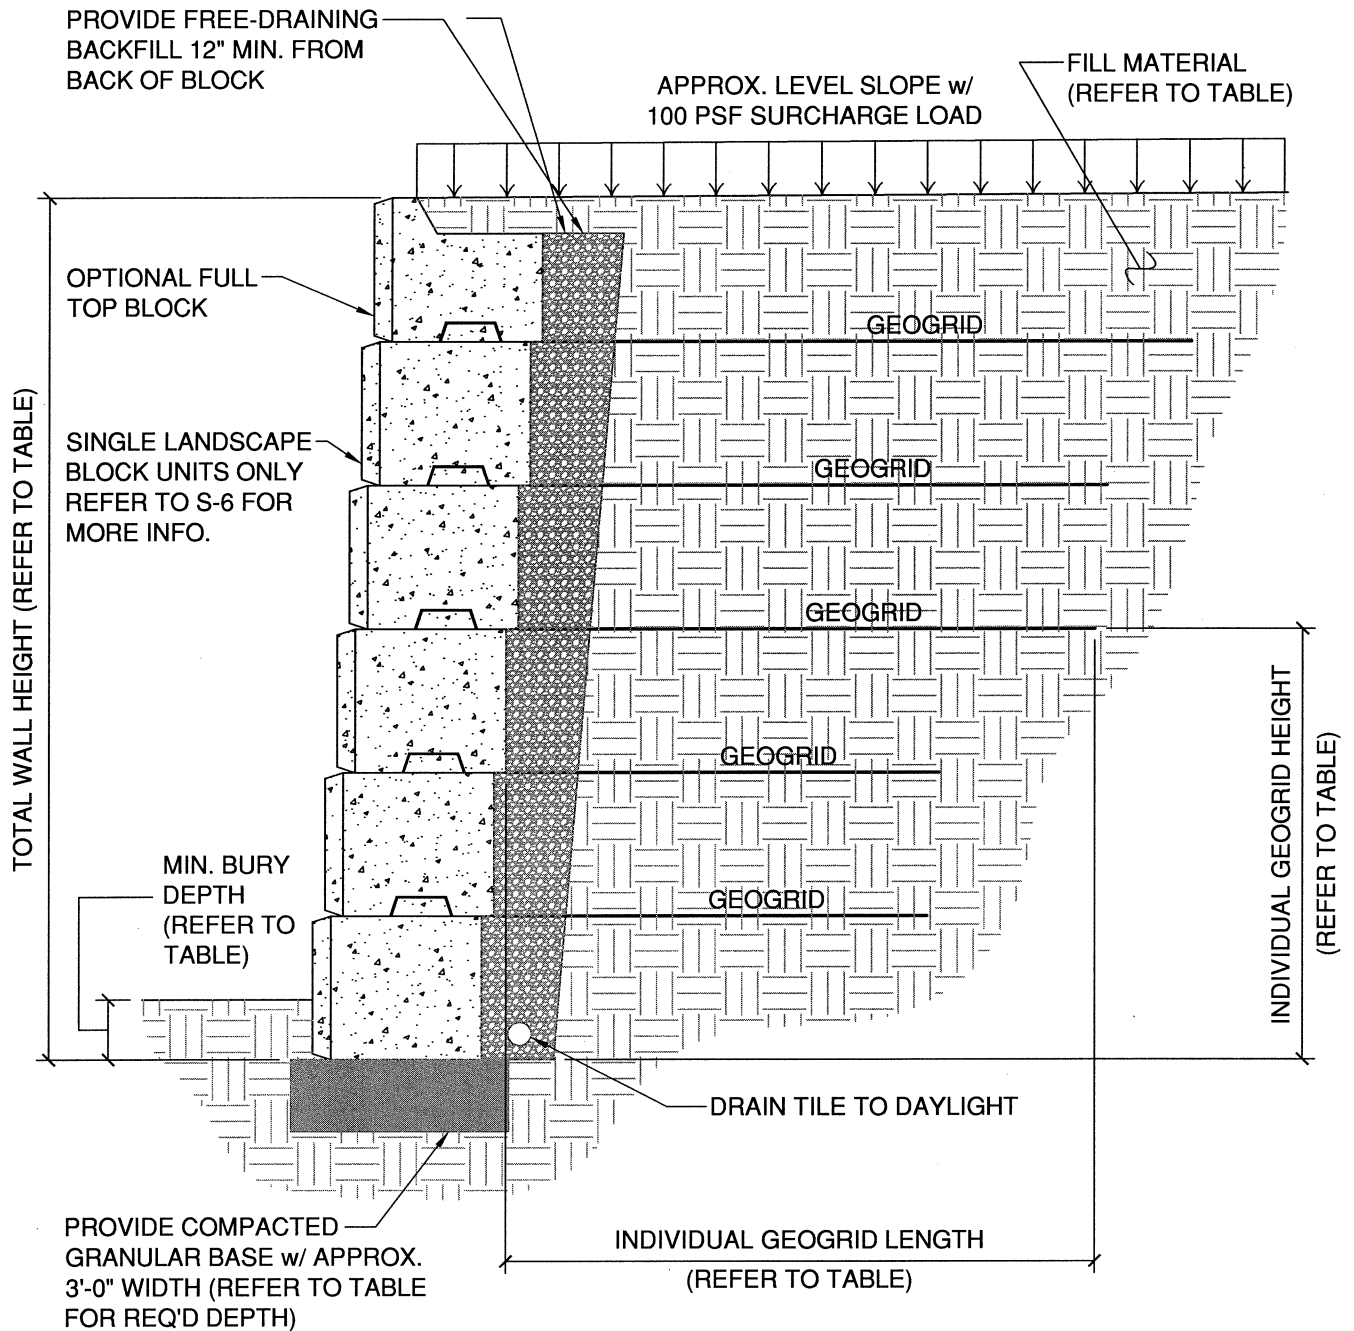 PROVIDE FREE-DRAINING
BACKFILL 12" MIN. FROM
BACK OF BLOCK
APPROX. LEVEL SLOPE w/
100 PSF SURCHARGE LOAD
FILL MATERIAL
(REFER TO TABLE)
OPTIONAL FULL
TOP BLOCK
GEOGRID
SINGLE LANDSCAPE
BLOCK UNITS ONLY
REFER TO S-6 FOR
MORE INFO.
GEOGRID
GEOGRID
TOTAL WALL HEIGHT (REFER TO TABLE)
GEOGRID
INDIVIDUAL GEOGRID HEIGHT
(REFER TO TABLE)
MIN. BURY
DEPTH
(REFER TO
TABLE)
GEOGRID
DRAIN TILE TO DAYLIGHT
PROVIDE COMPACTED
GRANULAR BASE w/ APPROX.
3'-0" WIDTH (REFER TO TABLE
FOR REQ'D DEPTH)
INDIVIDUAL GEOGRID LENGTH
(REFER TO TABLE)